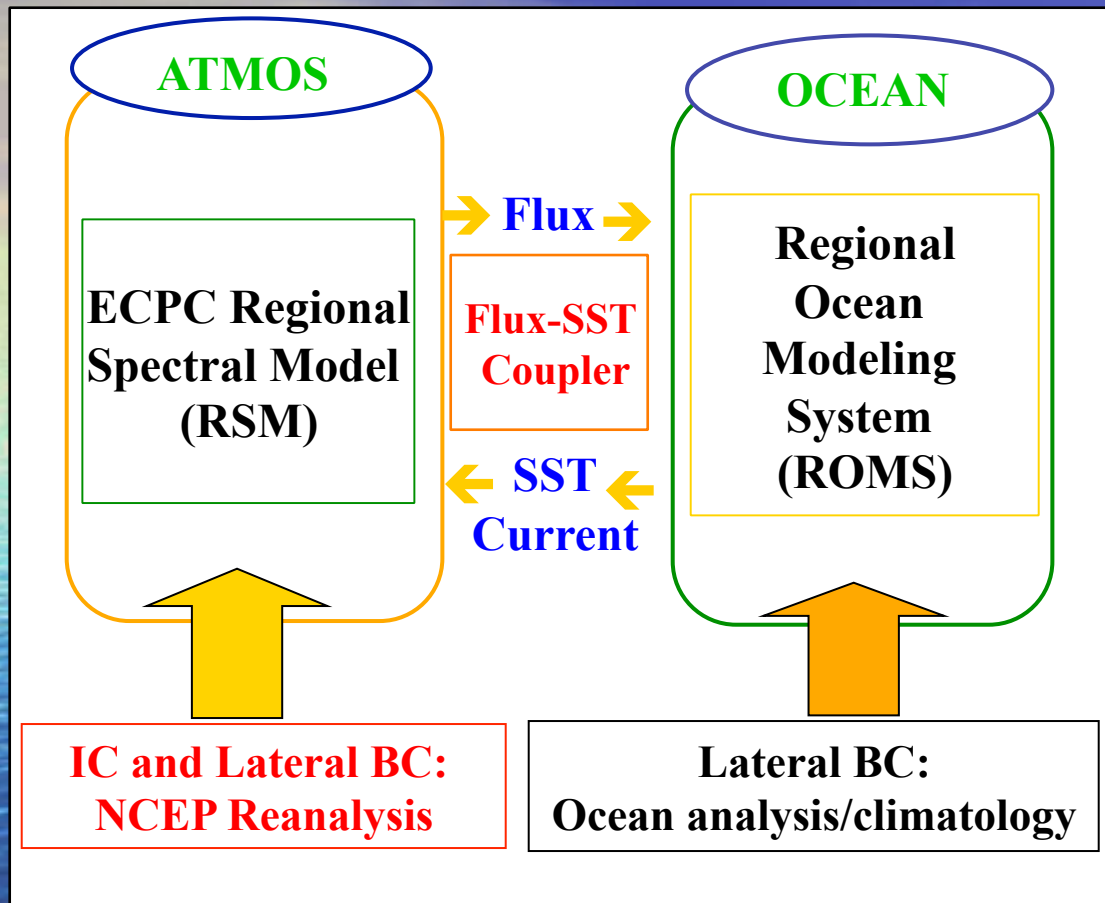 ATMOS
OCEAN
ECPC Regional
Spectral Model
(RSM)
Flux
Flux-SST
Coupler
SST
Current
Regional
Ocean
Modeling
System
(ROMS)
IC and Lateral BC:
NCEP Reanalysis
Lateral BC:
Ocean analysis/climatology